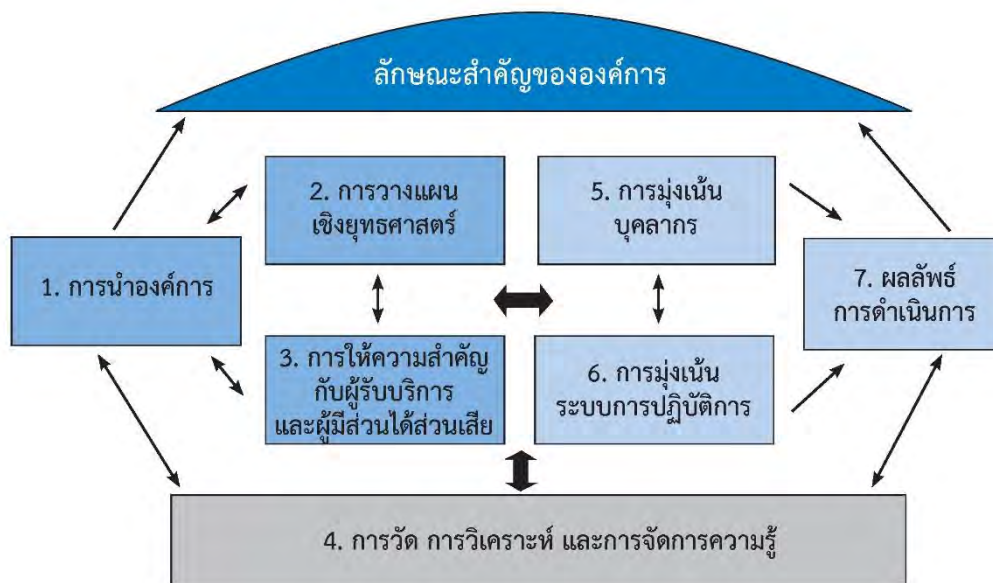 ลักษณะสำคัญขององค์การ
1. การนำองค์การ
2. การวางแผน
เชิงยุทธศาสตร์
3. การให้ความสำคัญ
กับผู้รับบริการ
และผู้มีส่วนได้ส่วนเสีย
5. การมุ่งเน้น
บุคลากร
6. การมุ่งเน้น
ระบบการปฏิบัติการ
7. ผลลัพธ์
การดำเนินการ
4. การวัด การวิเคราะห์ และการจัดการความรู้